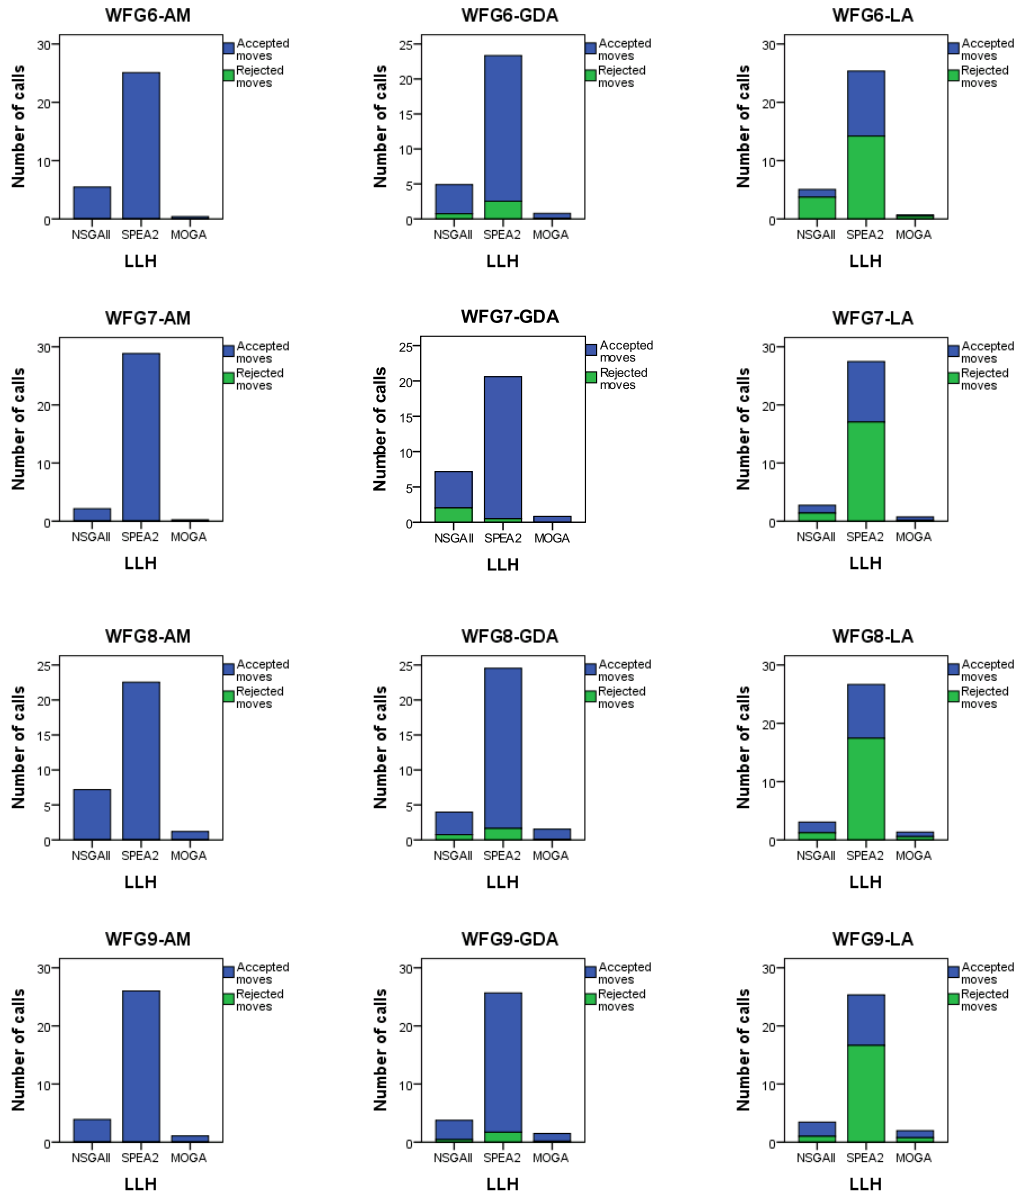 WFG6-AM
Number of calls
30
20
10
0
NSGAII SPEA2 MOGA
LLH
Accepted
moves
Rejected
moves
WFG6-GDA
Number of calls
25
20
15
10
5
0
NSGAII SPEA2 MOGA
LLH
Accepted
moves
Rejected
moves
WFG6-LA
Number of calls
30
20
10
0
NSGAII SPEA2 MOGA
LLH
Accepted
moves
Rejected
moves
WFG7-AM
Number of calls
30
20
10
0
NSGAII SPEA2 MOGA
LLH
Accepted
moves
Rejected
moves
WFG7-GDA
Number of calls
25
20
15
10
5
0
NSGAII SPEA2 MOGA
LLH
Accepted
moves
Rejected
moves
WFG7-LA
Number of calls
30
20
10
0
NSGAII SPEA2 MOGA
LLH
Accepted
moves
Rejected
moves
WFG8-AM
Number of calls
25
20
15
10
5
0
NSGAII SPEA2 MOGA
LLH
Accepted
moves
Rejected
moves
WFG8-GDA
Number of calls
25
20
15
10
5
0
NSGAII SPEA2 MOGA
LLH
Accepted
moves
Rejected
moves
WFG8-LA
Number of calls
30
20
10
0
NSGAII SPEA2 MOGA
LLH
Accepted
moves
Rejected
moves
WFG9-AM
Number of calls
30
20
10
0
NSGAII SPEA2 MOGA
LLH
Accepted
moves
Rejected
moves
WFG9-GDA
Number of calls
30
20
10
0
NSGAII SPEA2 MOGA
LLH
Accepted
moves
Rejected
moves
WFG9-LA
Number of calls
30
20
10
0
NSGAII SPEA2 MOGA
LLH
Accepted
moves
Rejected
moves